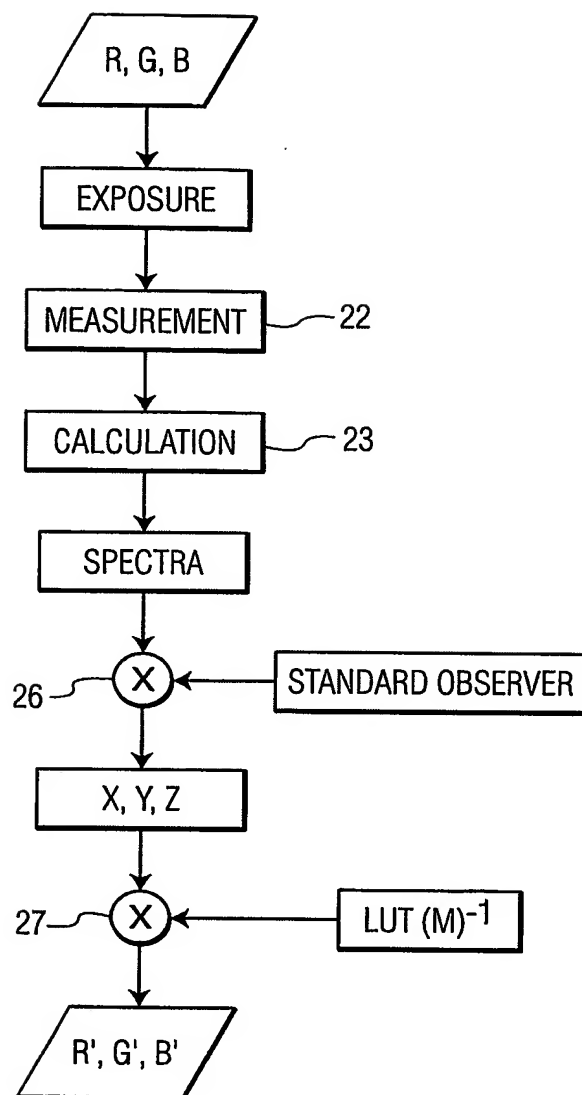 R, G, B
EXPOSURE
MEASUREMENT
22
CALCULATION
23
SPECTRA
X
26
STANDARD OBSERVER
X, Y, Z
X
27
LUT (M)⁻¹
R', G', B'